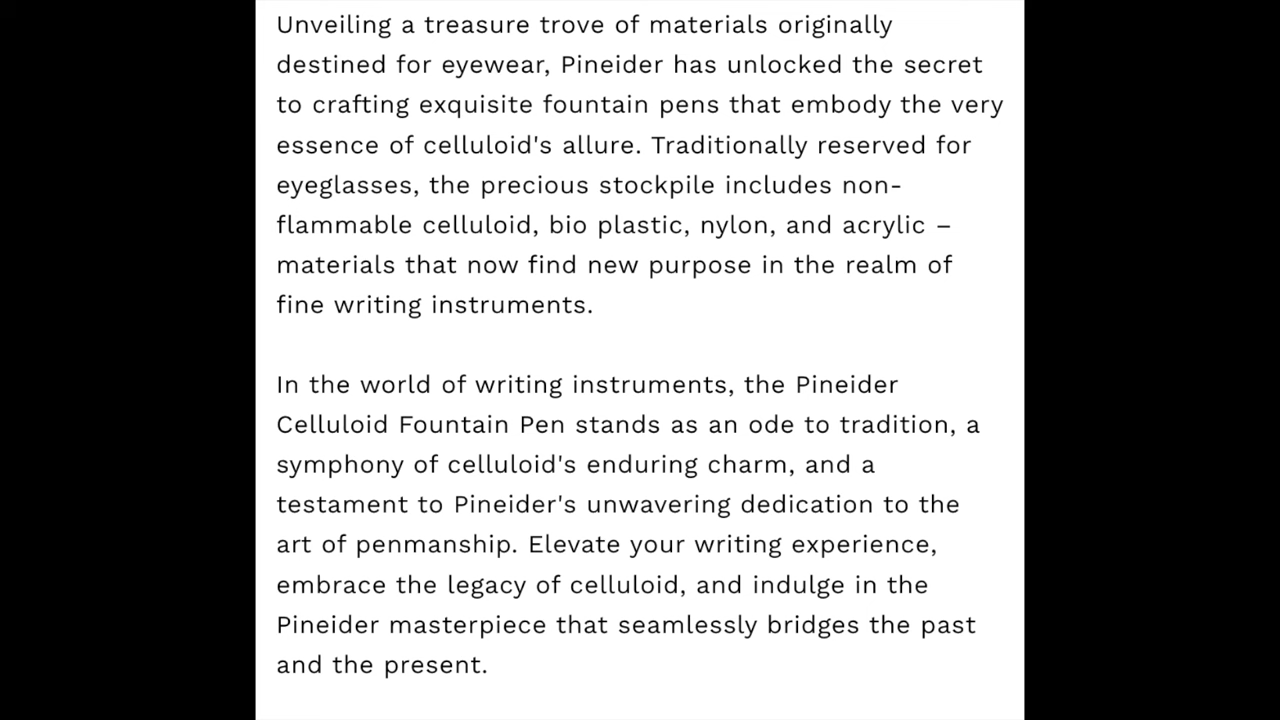 Unveiling a treasure trove of materials originally
destined for eyewear, Pineider has unlocked the secret
to crafting exquisite fountain pens that embody the very
essence of celluloid's allure. Traditionally reserved for
eyeglasses, the precious stockpile includes non-
flammable celluloid, bio plastic, nylon, and acrylic –
materials that now find new purpose in the realm of
fine writing instruments.
In the world of writing instruments, the Pineider
Celluloid Fountain Pen stands as an ode to tradition, a
symphony of celluloid's enduring charm, and a
testament to Pineider's unwavering dedication to the
art of penmanship. Elevate your writing experience,
embrace the legacy of celluloid, and indulge in the
Pineider masterpiece that seamlessly bridges the past
and the present.